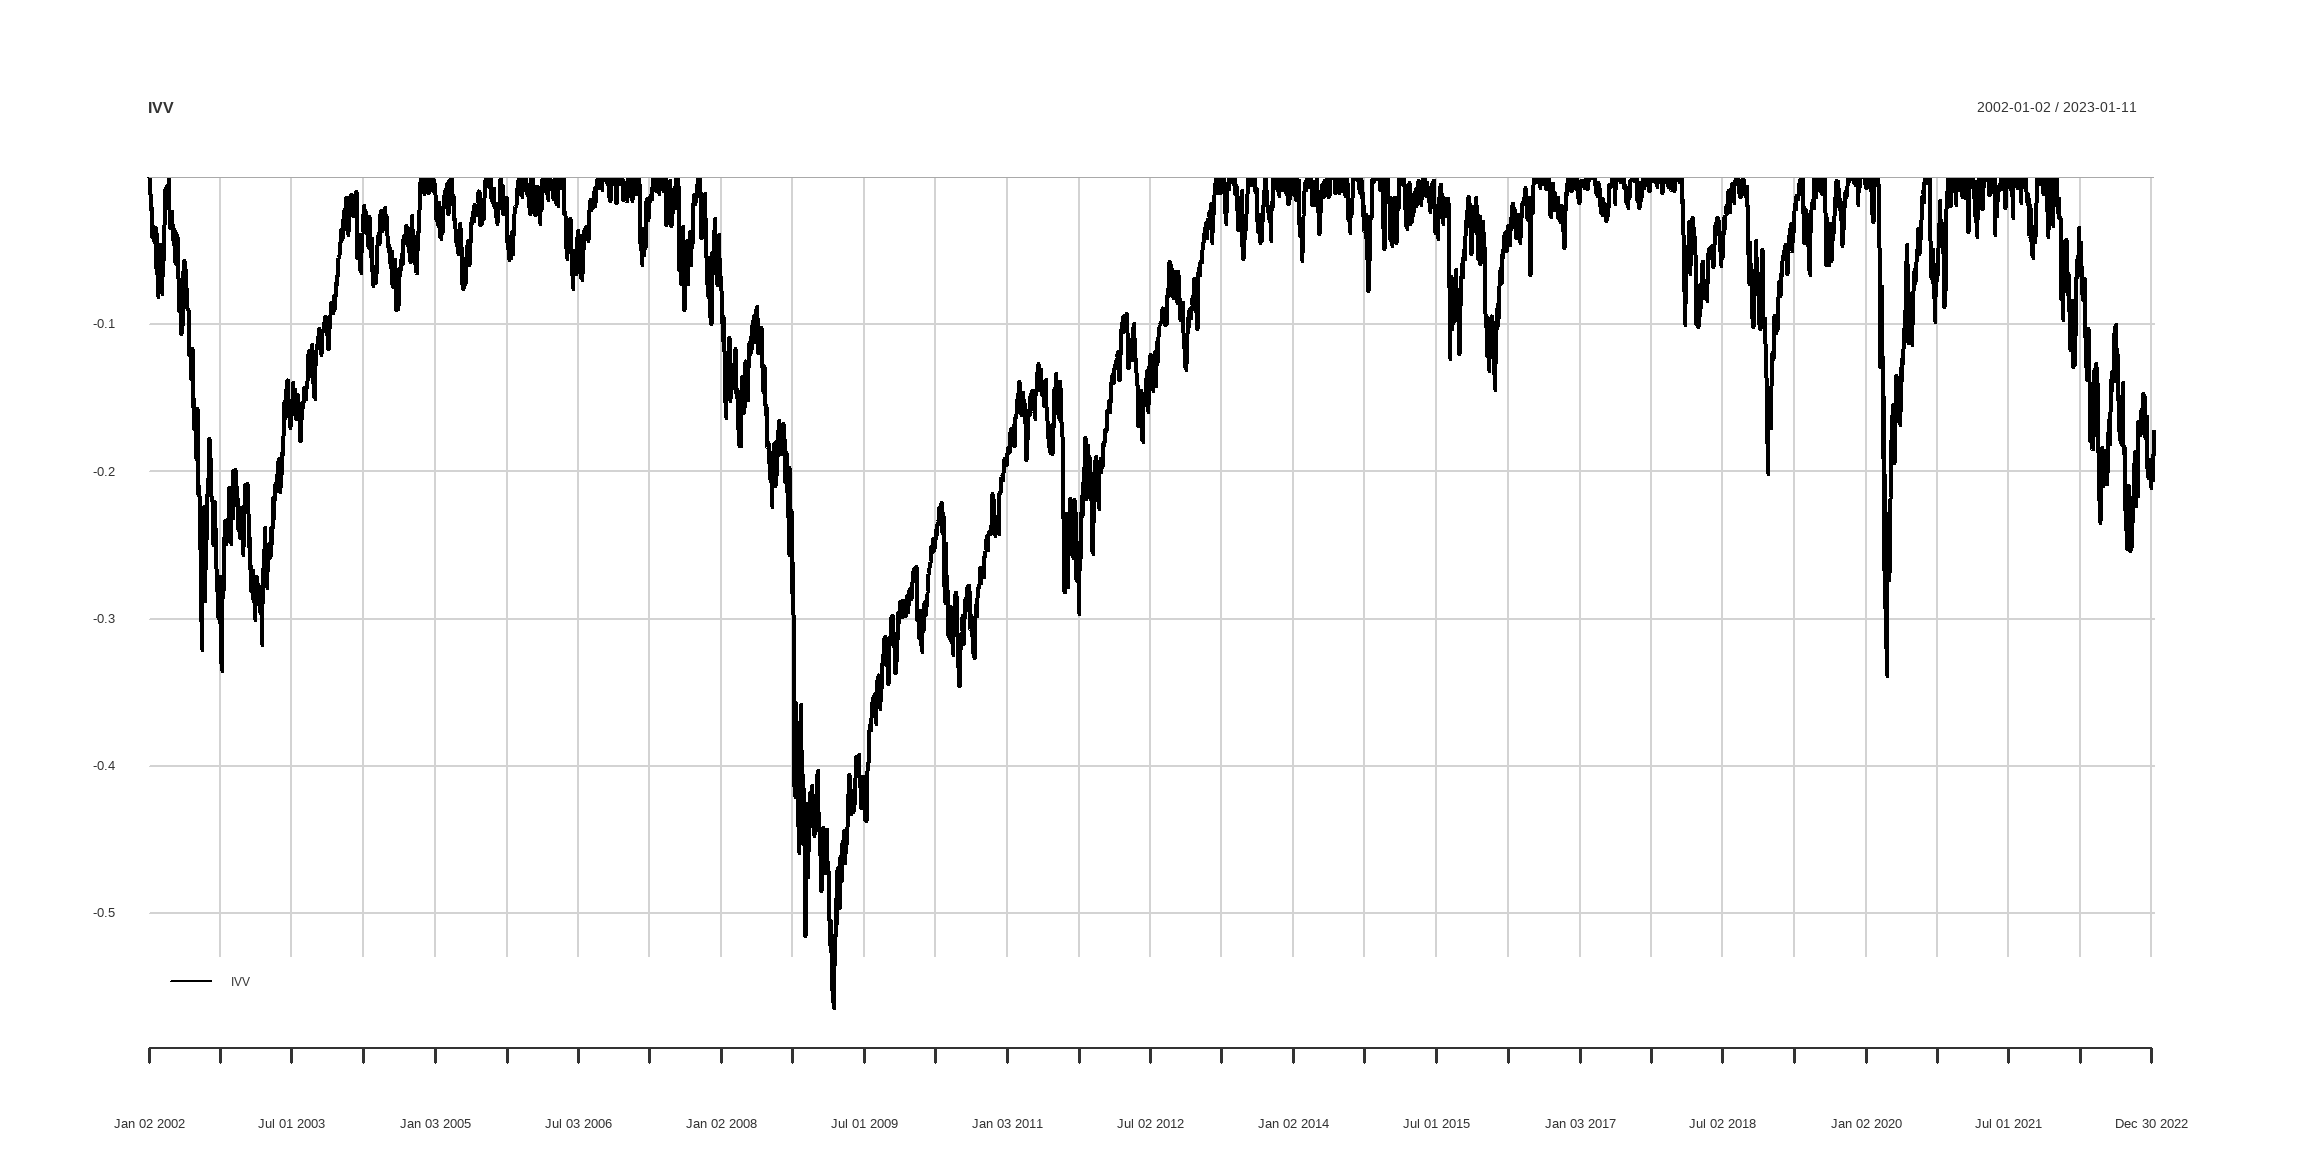 IVV
2002-01-02 / 2023-01-11
-0.1
-0.2
-0.3
-0.4
-0.5
IVV
Jan 02 2002
Jul 01 2003
Jan 03 2005
Jul 03 2006
Jan 02 2008
Jul 01 2009
Jan 03 2011
Jul 02 2012
Jan 02 2014
Jul 01 2015
Jan 03 2017
Jul 02 2018
Jan 02 2020
Jul 01 2021
Dec 30 2022